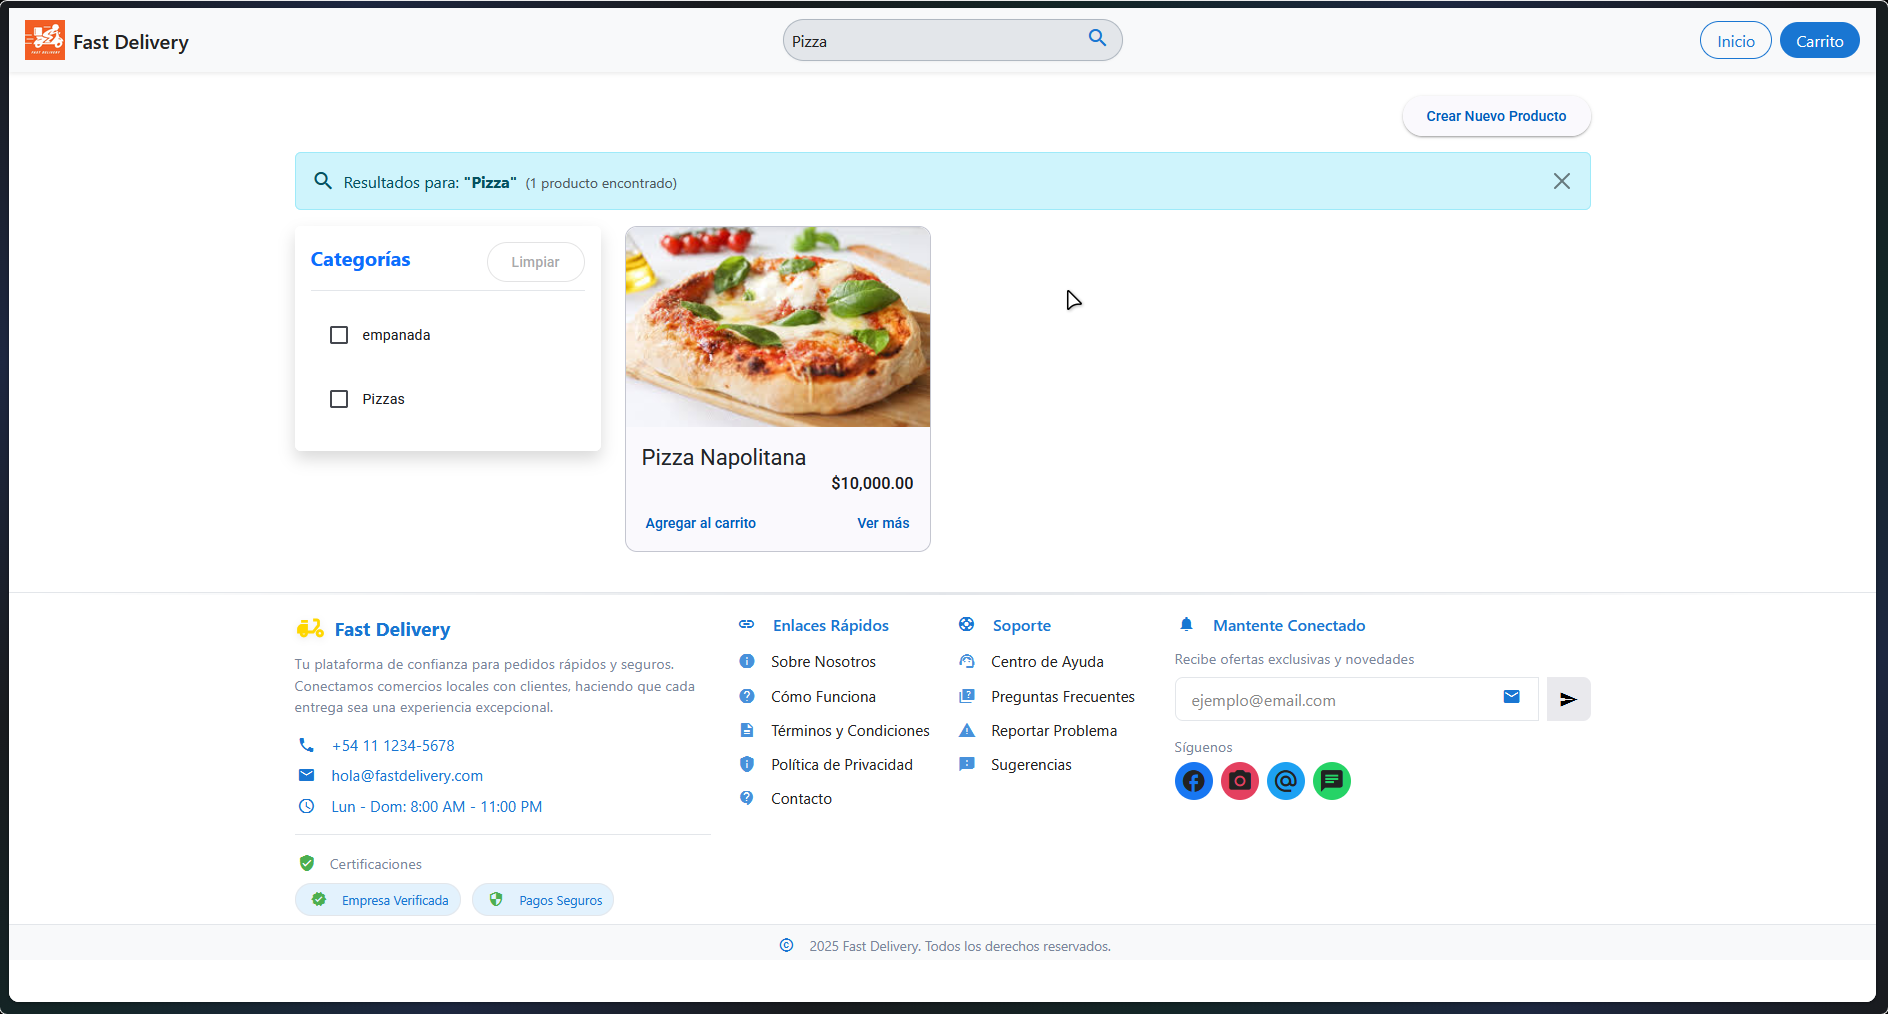 Fast Delivery
Pizza
Inicio
Carrito
Crear Nuevo Producto
Resultados para: "Pizza" (1 producto encontrado)
Categorías
Limpiar
empanada
Pizzas
Pizza Napolitana
$10,000.00
Agregar al carrito
Ver más
Fast Delivery
Tu plataforma de confianza para pedidos rápidos y seguros.
Conectamos comercios locales con clientes, haciendo que cada
entrega sea una experiencia excepcional.
+54 11 1234-5678
hola@fastdelivery.com
Lun - Dom: 8:00 AM - 11:00 PM
Certificaciones
Empresa Verificada
Pagos Seguros
Enlaces Rápidos
Sobre Nosotros
Cómo Funciona
Términos y Condiciones
Política de Privacidad
Contacto
Soporte
Centro de Ayuda
Preguntas Frecuentes
Reportar Problema
Sugerencias
Mantente Conectado
Recibe ofertas exclusivas y novedades
ejemplo@email.com
Síguenos
2025 Fast Delivery. Todos los derechos reservados.